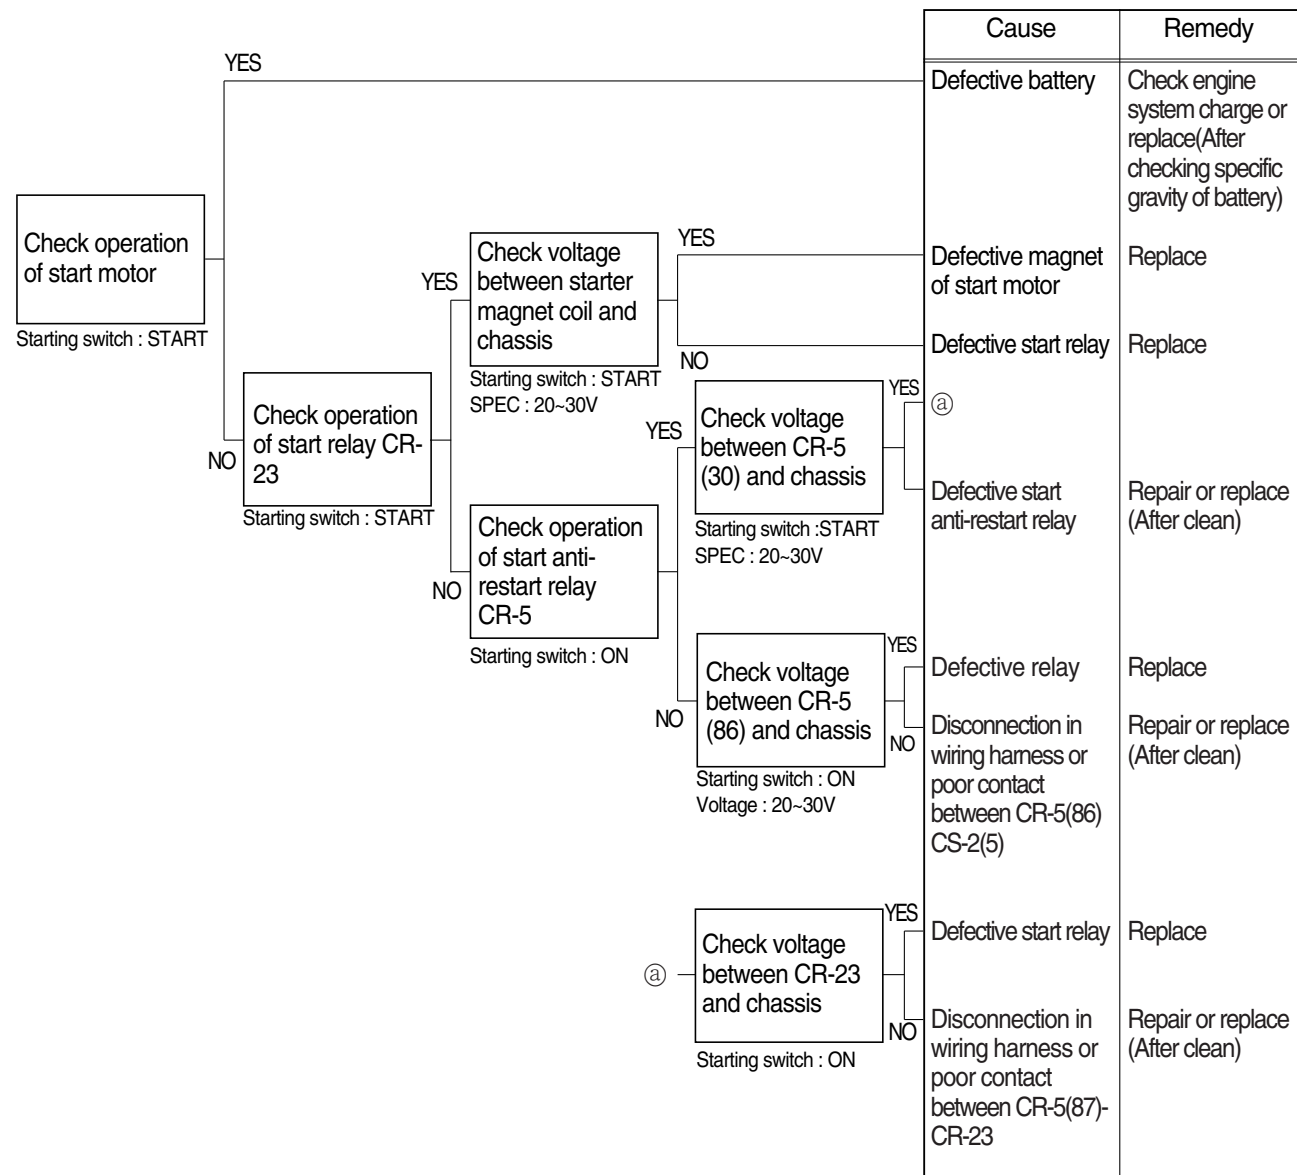 Cause
Remedy
YES
Defective battery
Check engine
system charge or
replace(After
checking specific
gravity of battery)
Check operation
of start motor
Starting switch : START
YES
Check voltage
between starter
magnet coil and
chassis
Starting switch : START
SPEC : 20~30V
YES
Defective magnet
of start motor
Replace
NO
Defective start relay
Replace
NO
Check operation
of start relay CR-
23
Starting switch : START
YES
Check voltage
between CR-5
(30) and chassis
Starting switch :START
SPEC : 20~30V
YES
ⓐ
Defective start
anti-restart relay
Repair or replace
(After clean)
NO
Check operation
of start anti-
restart relay
CR-5
Starting switch : ON
NO
Check voltage
between CR-5
(86) and chassis
Starting switch : ON
Voltage : 20~30V
YES
Defective relay
Replace
NO
Disconnection in
wiring harness or
poor contact
between CR-5(86)
CS-2(5)
Repair or replace
(After clean)
ⓐ
Check voltage
between CR-23
and chassis
Starting switch : ON
YES
Defective start relay
Replace
NO
Disconnection in
wiring harness or
poor contact
between CR-5(87)-
CR-23
Repair or replace
(After clean)